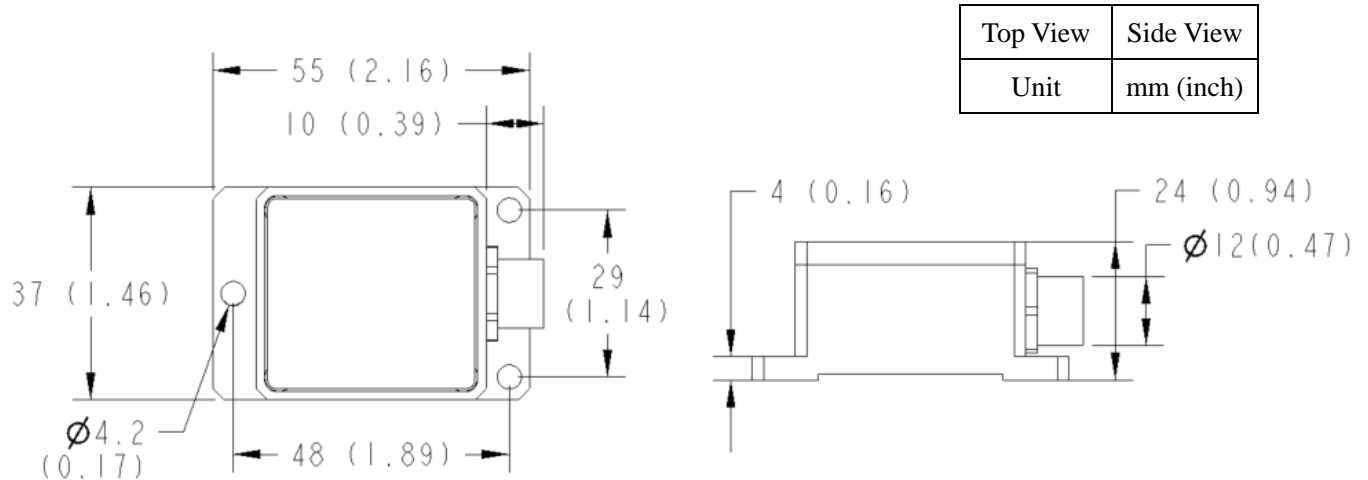 Top View Side View
Unit mm (inch)
55 (2.16)
10 (0.39)
37 (1.46)
29
(1.14)
Ø4.2
(0.17)
48 (1.89)
4 (0.16)
24 (0.94)
Ø12(0.47)